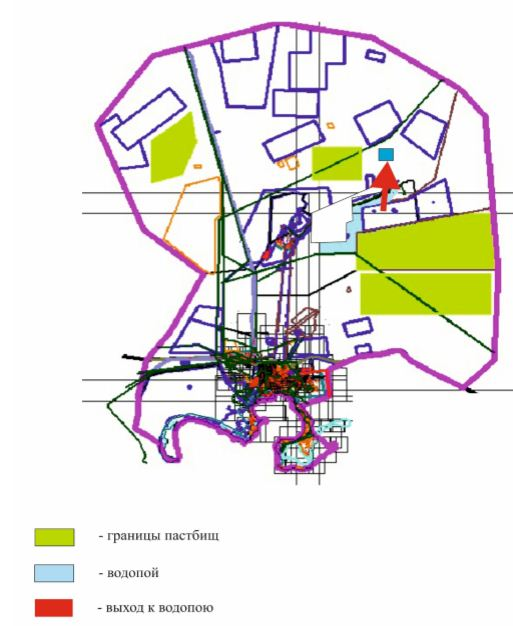 - границы пастбищ
- водопой
- выход к водопою